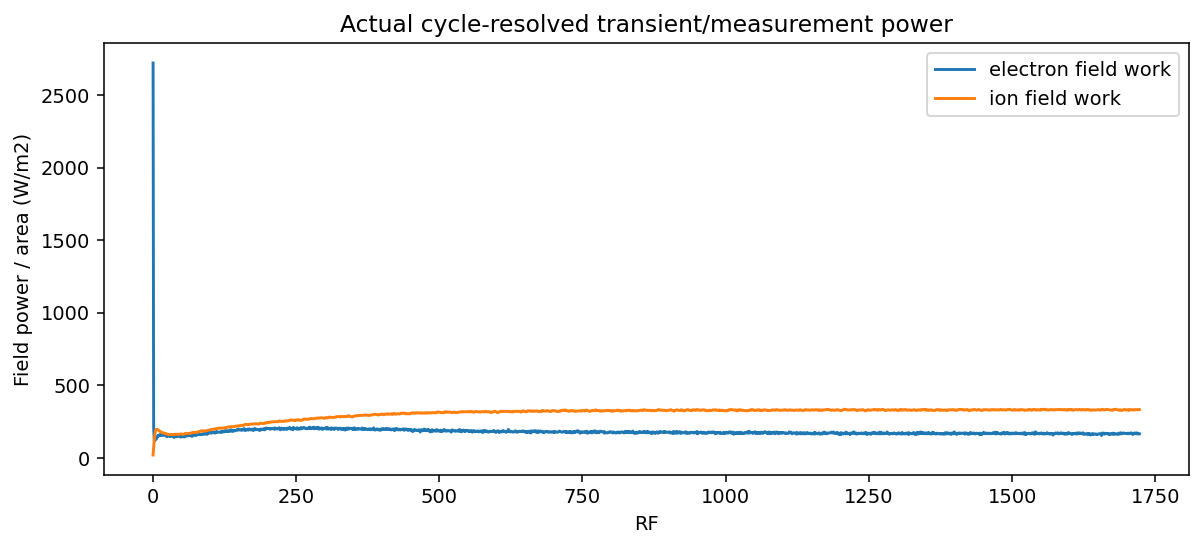 Actual cycle-resolved transient/measurement power
electron field work
ion field work
Field power / area (W/m2)
2500
2000
1500
1000
500
0
0 250 500 750 1000 1250 1500 1750
RF